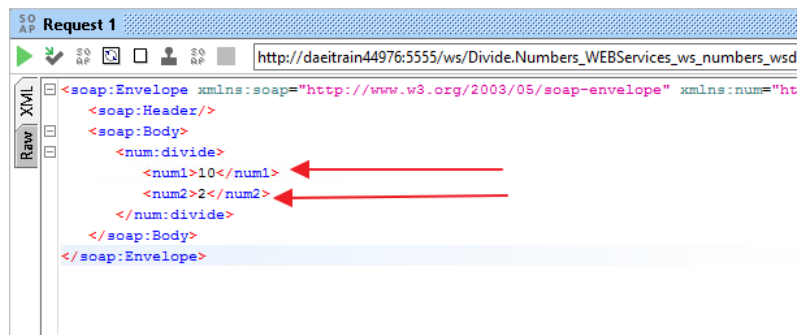 SO AP Request 1
http://daeitrain44976:5555/ws/Divide.Numbers_WEBServices_ws_numbers_wsd
XML
Raw
<soap:Envelope xmlns:soap="http://www.w3.org/2003/05/soap-envelope" xmlns:num="ht
<soap:Header/>
<soap:Body>
<num:divide>
<num1>10</num1>
<num2>2</num2>
</num:divide>
</soap:Body>
</soap:Envelope>